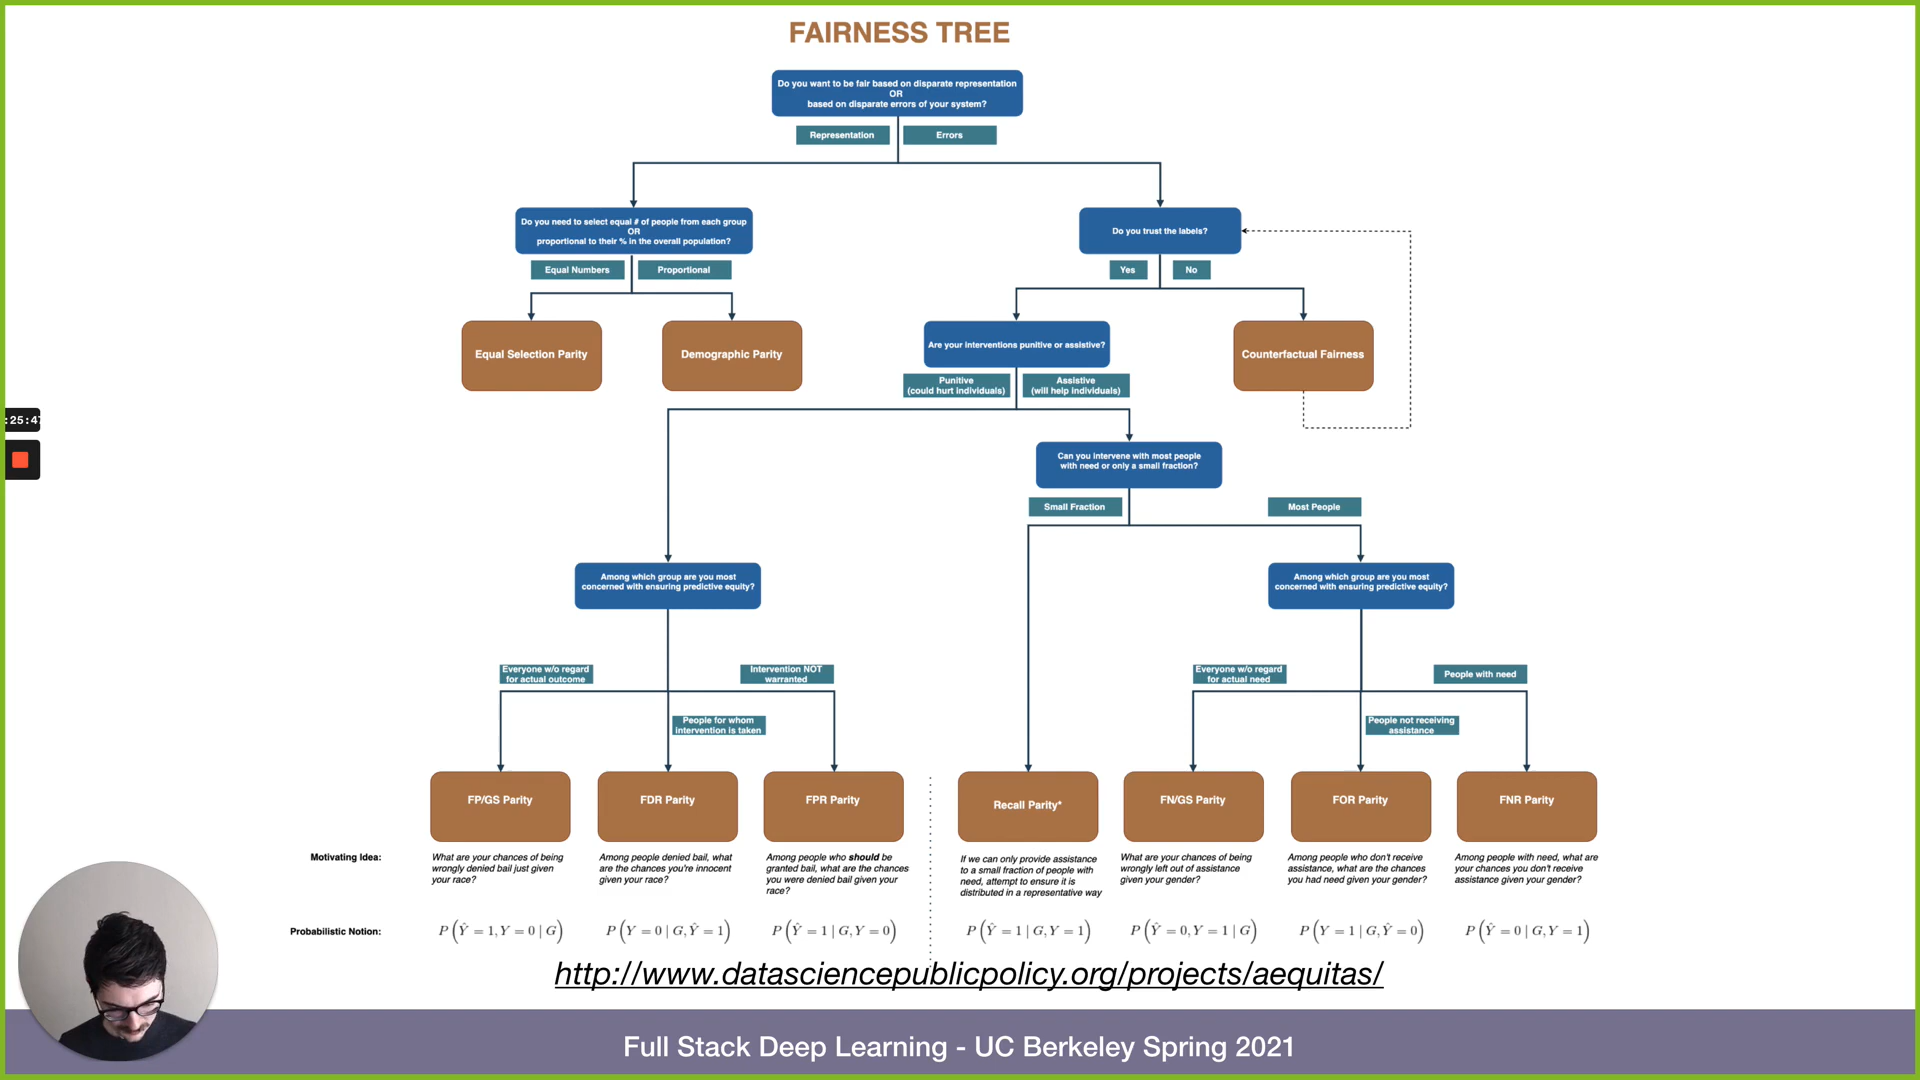 FAIRNESS TREE
Do you want to be fair based on disparate representation
OR
based on disparate errors of your system?
Representation
Errors
Do you need to select equal # of people from each group
OR
proportional to their % in the overall population?
Do you trust the labels?
Equal Numbers
Proportional
Yes
No
Equal Selection Parity
Demographic Parity
Are your interventions punitive or assistive?
Counterfactual Fairness
Punitive
(could hurt individuals)
Assistive
(will help individuals)
:25:47
Can you intervene with most people
with need or only a small fraction?
Small Fraction
Most People
Among which group are you most
concerned with ensuring predictive equity?
Among which group are you most
concerned with ensuring predictive equity?
Everyone w/o regard
for actual outcome
Intervention NOT
warranted
People for whom
intervention is taken
Everyone w/o regard
for actual need
People with need
People not receiving
assistance
FP/GS Parity
FDR Parity
FPR Parity
Recall Parity*
FN/GS Parity
FOR Parity
FNR Parity
Motivating Idea:
What are your chances of being
wrongly denied bail just given
your race?
Among people denied bail, what
are the chances you're innocent
given your race?
Among people who should be
granted bail, what are the chances
you were denied bail given your
race?
If we can only provide assistance
to a small fraction of people with
need, attempt to ensure it is
distributed in a representative way
What are your chances of being
wrongly left out of assistance
given your gender?
Among people who don't receive
assistance, what are the chances
you had need given your gender?
Among people with need, what are
your chances you don't receive
assistance given your gender?
Probabilistic Notion:
P(Ŷ = 1, Y = 0 | G)
P(Y = 0 | G, Ŷ = 1)
P(Ŷ = 1 | G, Y = 0)
P(Ŷ = 1 | G, Y = 1)
P(Ŷ = 0, Y = 1 | G)
P(Y = 1 | G, Ŷ = 0)
P(Ŷ = 0 | G, Y = 1)
http://www.datasciencepublicpolicy.org/projects/aequitas/
Full Stack Deep Learning - UC Berkeley Spring 2021